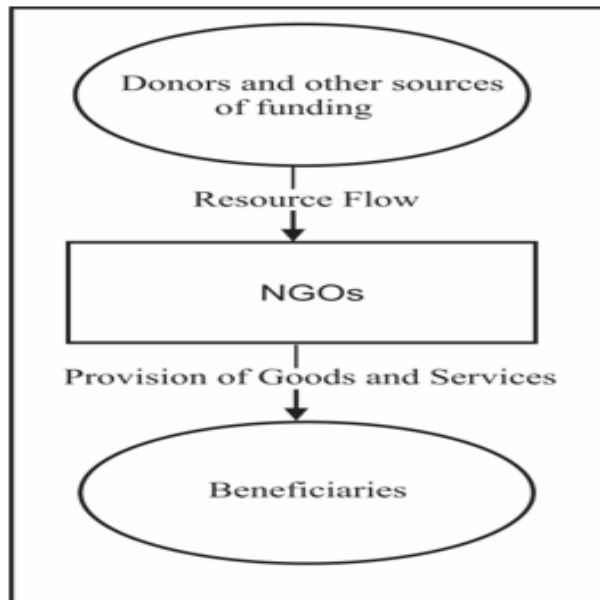 Donors and other sources
of funding
Resource Flow
NGOs
Provision of Goods and Services
Beneficiaries